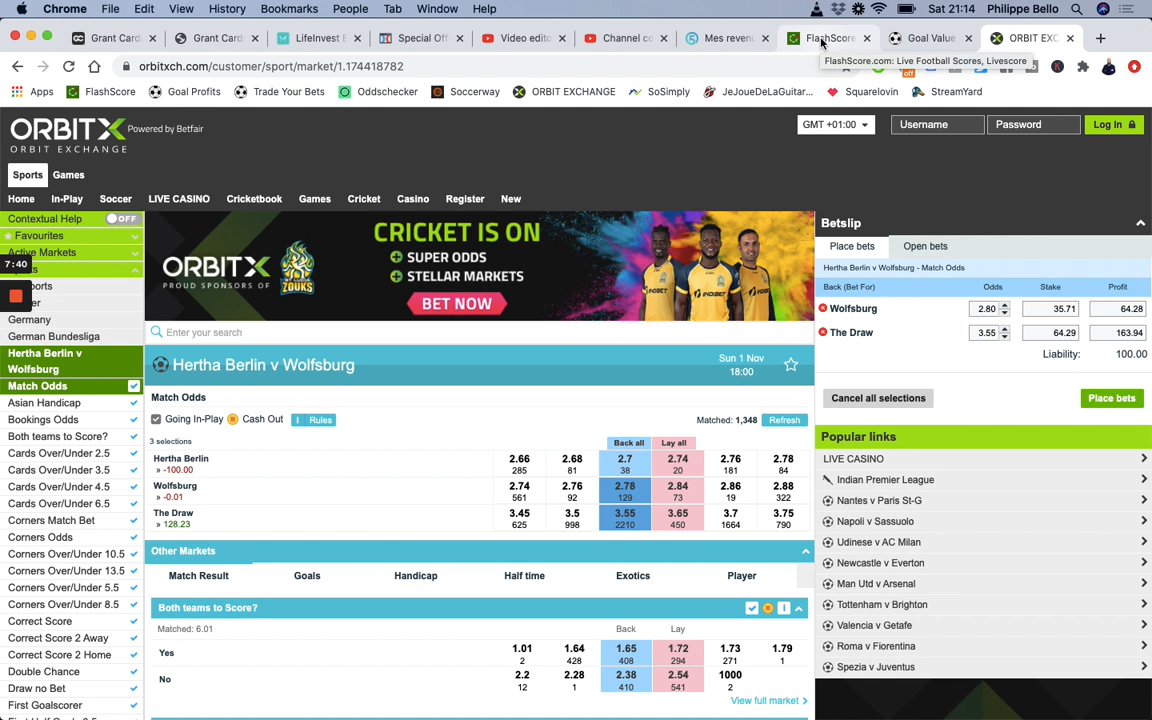 Chrome File Edit View History Bookmarks People Tab Window Help Sat 21:14 Philippe Bello
Grant Card Grant Card LifeInvest E Special Off Video edito Channel co Mes revenu FlashScore Goal Value ORBIT EXC
orbitxch.com/customer/sport/market/1.174418782
off
FlashScore.com: Live Football Scores, Livescore
Apps FlashScore Goal Profits Trade Your Bets Oddschecker Soccerway ORBIT EXCHANGE SoSimply JeJoueDeLaGuitar... Squarelovin StreamYard
ORBITX Powered by Betfair
ORBIT EXCHANGE
GMT +01:00 Username Password Log In
Sports Games
Home In-Play Soccer LIVE CASINO Cricketbook Games Cricket Casino Register New
Contextual Help OFF
Favourites
Active Markets
7:40
Germany
German Bundesliga
Hertha Berlin v
Wolfsburg
Match Odds
Asian Handicap
Bookings Odds
Both teams to Score?
Cards Over/Under 2.5
Cards Over/Under 3.5
Cards Over/Under 4.5
Cards Over/Under 6.5
Corners Match Bet
Corners Odds
Corners Over/Under 10.5
Corners Over/Under 13.5
Corners Over/Under 5.5
Corners Over/Under 8.5
Correct Score
Correct Score 2 Away
Correct Score 2 Home
Double Chance
Draw no Bet
First Goalscorer
ORBITX
PROUD SPONSORS OF
ZOUKS
CRICKET IS ON
SUPER ODDS
STELLAR MARKETS
BET NOW
Enter your search
Hertha Berlin v Wolfsburg
Sun 1 Nov
18:00
Match Odds
Going In-Play Cash Out i Rules Matched: 1,348 Refresh
3 selections Back all Lay all
Hertha Berlin 2.66 2.68 2.7 2.74 2.76 2.78
» -100.00 285 81 38 20 181 84
Wolfsburg 2.74 2.76 2.78 2.84 2.86 2.88
» -0.01 561 92 129 73 19 322
The Draw 3.45 3.5 3.55 3.65 3.7 3.75
» 128.23 625 998 2210 450 1664 790
Other Markets
Match Result Goals Handicap Half time Exotics Player
Both teams to Score?
Matched: 6.01 Back Lay
Yes 1.01 1.64 1.65 1.72 1.73 1.79
2 428 408 294 271 1
No 2.2 2.28 2.38 2.54 1000
12 1 410 541 2
View full market
Betslip
Place bets Open bets
Hertha Berlin v Wolfsburg - Match Odds
Back (Bet For) Odds Stake Profit
Wolfsburg 2.80 35.71 64.28
The Draw 3.55 64.29 163.94
Liability: 100.00
Cancel all selections Place bets
Popular links
LIVE CASINO
Indian Premier League
Nantes v Paris St-G
Napoli v Sassuolo
Udinese v AC Milan
Newcastle v Everton
Man Utd v Arsenal
Tottenham v Brighton
Valencia v Getafe
Roma v Fiorentina
Spezia v Juventus